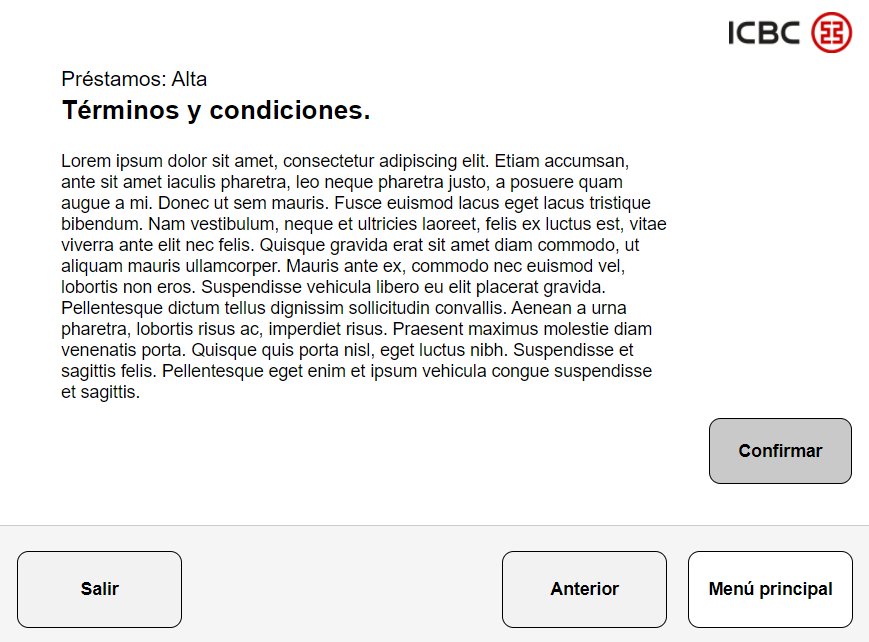 ICBC
Préstamos: Alta
Términos y condiciones.
Lorem ipsum dolor sit amet, consectetur adipiscing elit. Etiam accumsan,
ante sit amet iaculis pharetra, leo neque pharetra justo, a posuere quam
augue a mi. Donec ut sem mauris. Fusce euismod lacus eget lacus tristique
bibendum. Nam vestibulum, neque et ultricies laoreet, felis ex luctus est, vitae
viverra ante elit nec felis. Quisque gravida erat sit amet diam commodo, ut
aliquam mauris ullamcorper. Mauris ante ex, commodo nec euismod vel,
lobortis non eros. Suspendisse vehicula libero eu elit placerat gravida.
Pellentesque dictum tellus dignissim sollicitudin convallis. Aenean a urna
pharetra, lobortis risus ac, imperdiet risus. Praesent maximus molestie diam
venenatis porta. Quisque quis porta nisl, eget luctus nibh. Suspendisse et
sagittis felis. Pellentesque eget enim et ipsum vehicula congue suspendisse
et sagittis.
Confirmar
Salir
Anterior
Menú principal